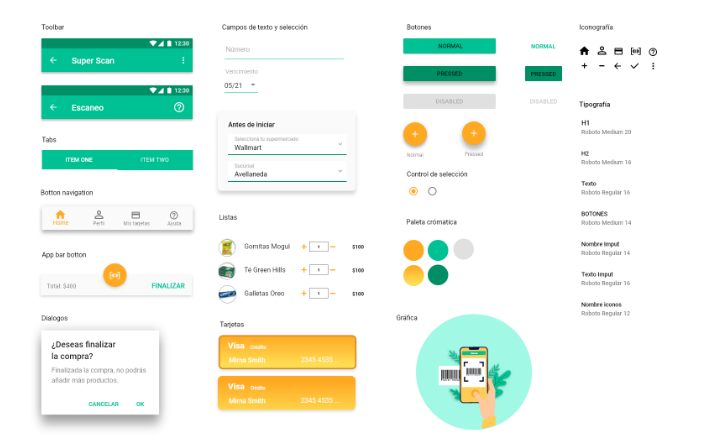 Toolbar
12:30
Super Scan
12:30
Escaneo
Tabs
ITEM ONE
ITEM TWO
Botton navigation
Home
Perfil
Mis tarjetas
Ayuda
App bar botton
Total: $400
FINALIZAR
Dialogos
¿Deseas finalizar
la compra?
Finalizada la compra, no podrás
añadir más productos.
CANCELAR
OK
Campos de texto y selección
Número
Vencimiento
05/21
Antes de iniciar
Selecciona tu supermercado
Wallmart
Sucursal
Avellaneda
Listas
Gomitas Mogul
+ 1 −
$100
Té Green Hills
+ 1 −
$100
Galletas Oreo
+ 1 −
$100
Tarjetas
Visa Crédito
Mirna Smith
2345 4535 ...
Visa Débito
Mirna Smith
2345 4535 ...
Botones
NORMAL
NORMAL
PRESSED
PRESSED
DISABLED
DISABLED
Normal
Pressed
Control de selección
Paleta crómatica
Gráfica
Iconografía
Tipografía
H1
Roboto Medium 20
H2
Roboto Medium 16
Texto
Roboto Regular 16
BOTONES
Roboto Medium 14
Nombre Imput
Roboto Regular 14
Texto Imput
Roboto Regular 16
Nombre iconos
Roboto Regular 12